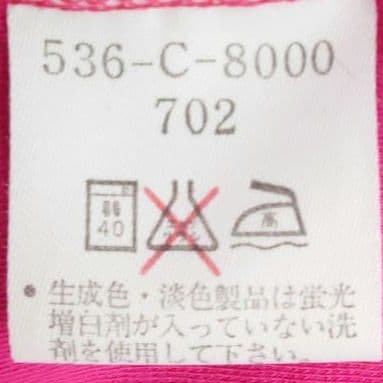 536-C-8000
702
弱
40
高
・生成色・淡色製品は蛍光
増白剤が入っていない洗
剤を使用して下さい。